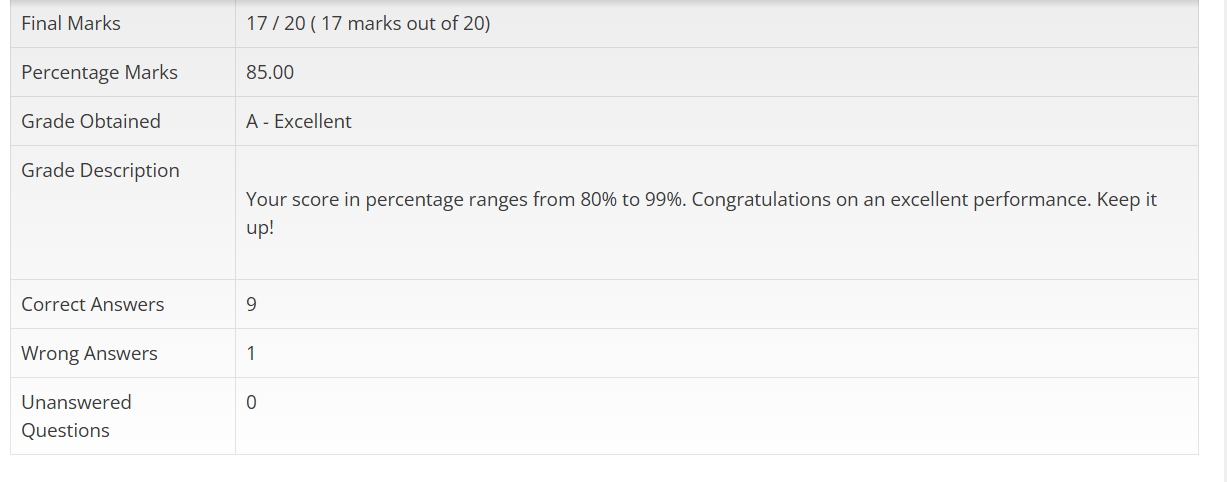 Final Marks 17 / 20 ( 17 marks out of 20)
Percentage Marks 85.00
Grade Obtained A - Excellent
Grade Description
Your score in percentage ranges from 80% to 99%. Congratulations on an excellent performance. Keep it
up!
Correct Answers 9
Wrong Answers 1
Unanswered 0
Questions